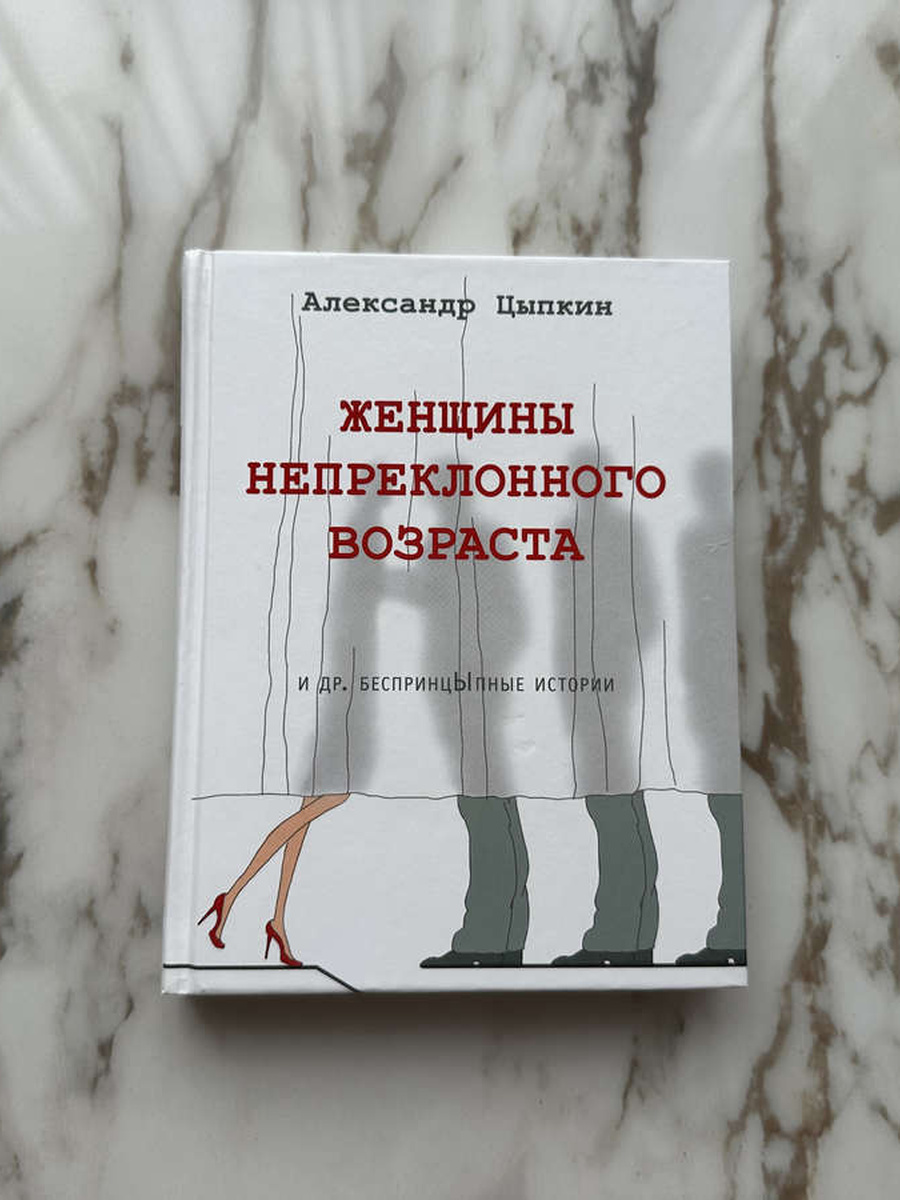 Александр Цыпкин
ЖЕНЩИНЫ
НЕПРЕКЛОННОГО
ВОЗРАСТА
И ДР. БЕСПРИНЦЫПНЫЕ ИСТОРИИ